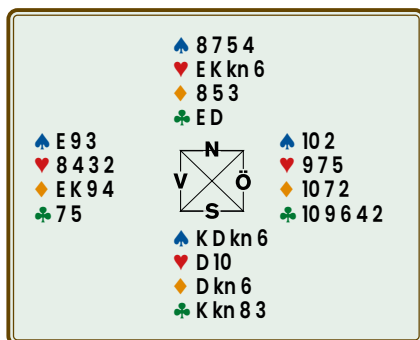 ♠ 8 7 5 4
♥ E K kn 6
♦ 8 5 3
♣ E D
♠ E 9 3
♥ 8 4 3 2
♦ E K 9 4
♣ 7 5
N
V Ö
S
♠ 10 2
♥ 9 7 5
♦ 10 7 2
♣ 10 9 6 4 2
♠ K D kn 6
♥ D 10
♦ D kn 6
♣ K kn 8 3